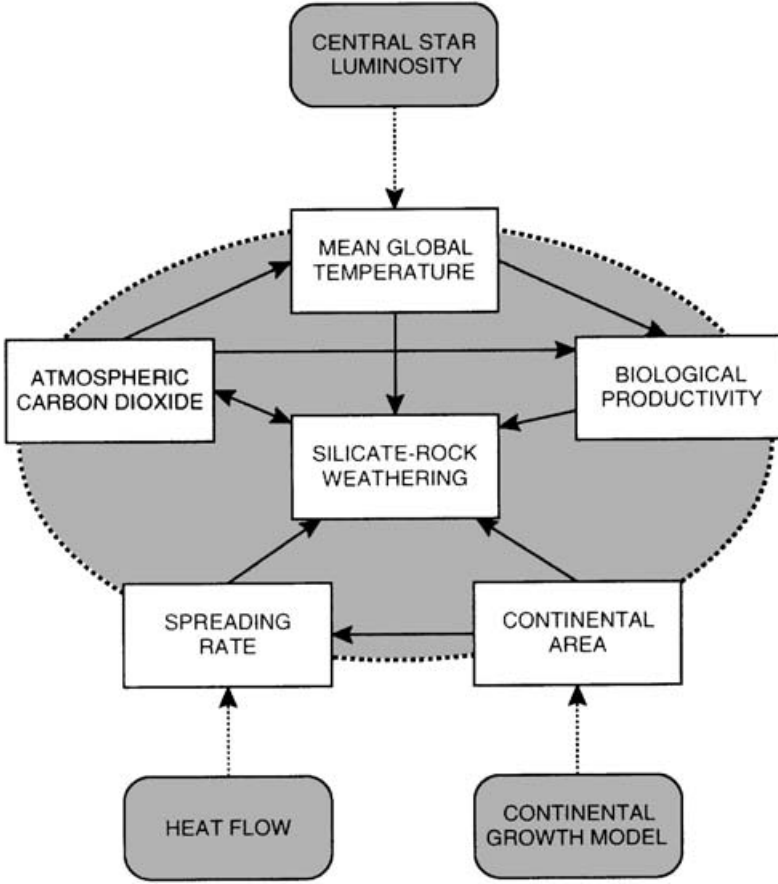 CENTRAL STAR
LUMINOSITY
MEAN GLOBAL
TEMPERATURE
ATMOSPHERIC
CARBON DIOXIDE
BIOLOGICAL
PRODUCTIVITY
SILICATE-ROCK
WEATHERING
SPREADING
RATE
CONTINENTAL
AREA
HEAT FLOW
CONTINENTAL
GROWTH MODEL